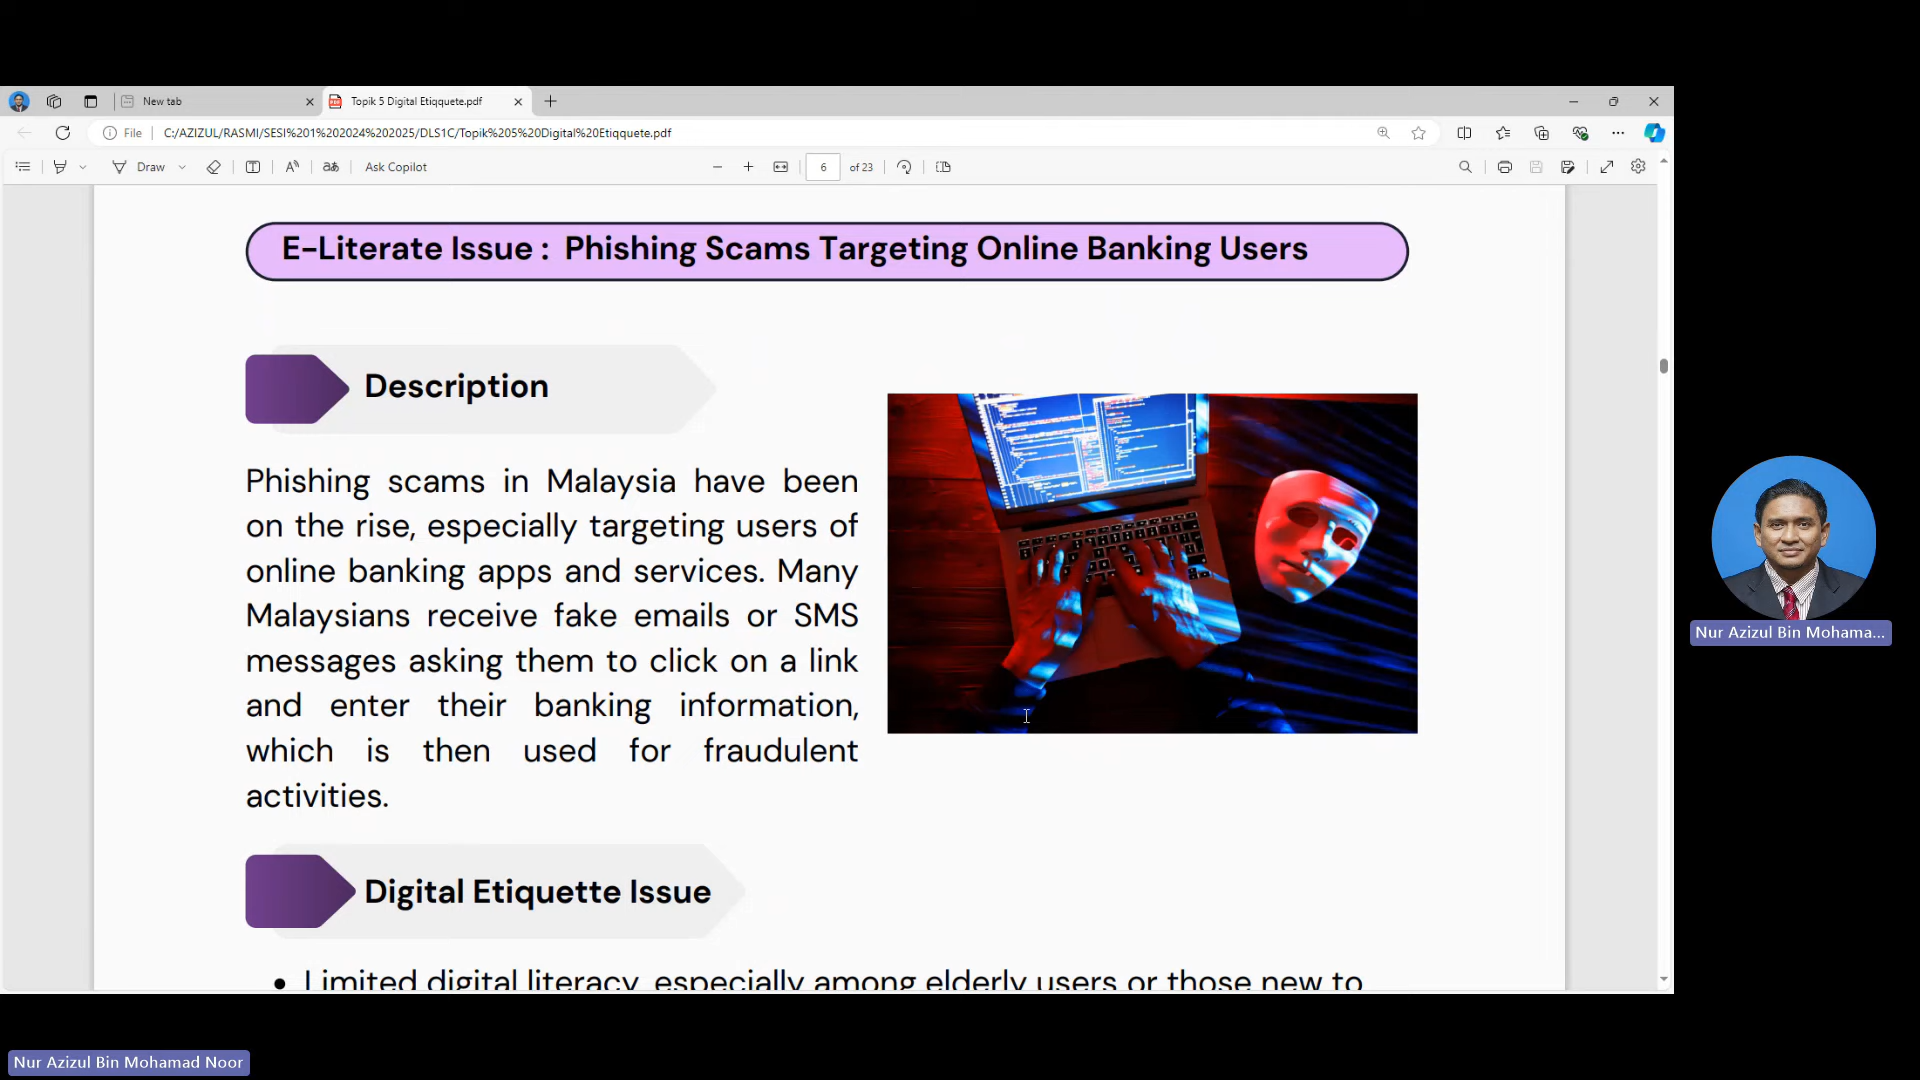 New tab
Topik 5 Digital Etiqquete.pdf
File
C:/AZIZUL/RASMI/SESI%201%202024%202025/DLS1C/Topik%205%20Digital%20Etiqquete.pdf
Draw
Ask Copilot
6
of 23
E-Literate Issue : Phishing Scams Targeting Online Banking Users
Description
Phishing scams in Malaysia have been
on the rise, especially targeting users of
online banking apps and services. Many
Malaysians receive fake emails or SMS
messages asking them to click on a link
and enter their banking information,
which is then used for fraudulent
activities.
Digital Etiquette Issue
• Limited digital literacy, especially among elderly users or those new to
Nur Azizul Bin Mohama...
Nur Azizul Bin Mohamad Noor